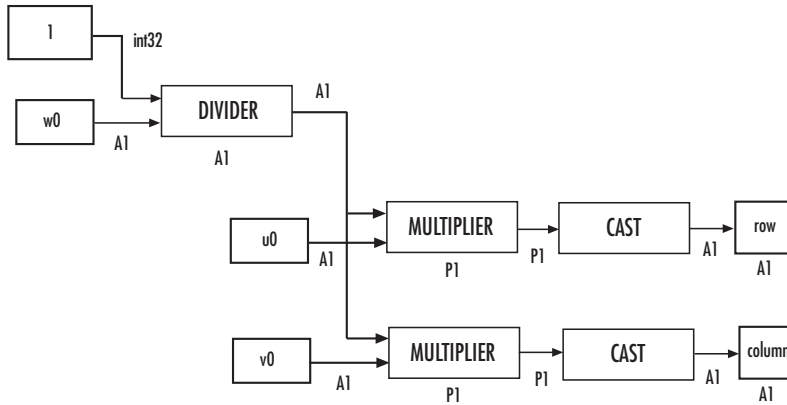 1
int32
A1
DIVIDER
w0
A1
A1
MULTIPLIER
CAST
row
u0
A1
P1
A1
P1
A1
MULTIPLIER
CAST
column
v0
A1
P1
A1
P1
A1